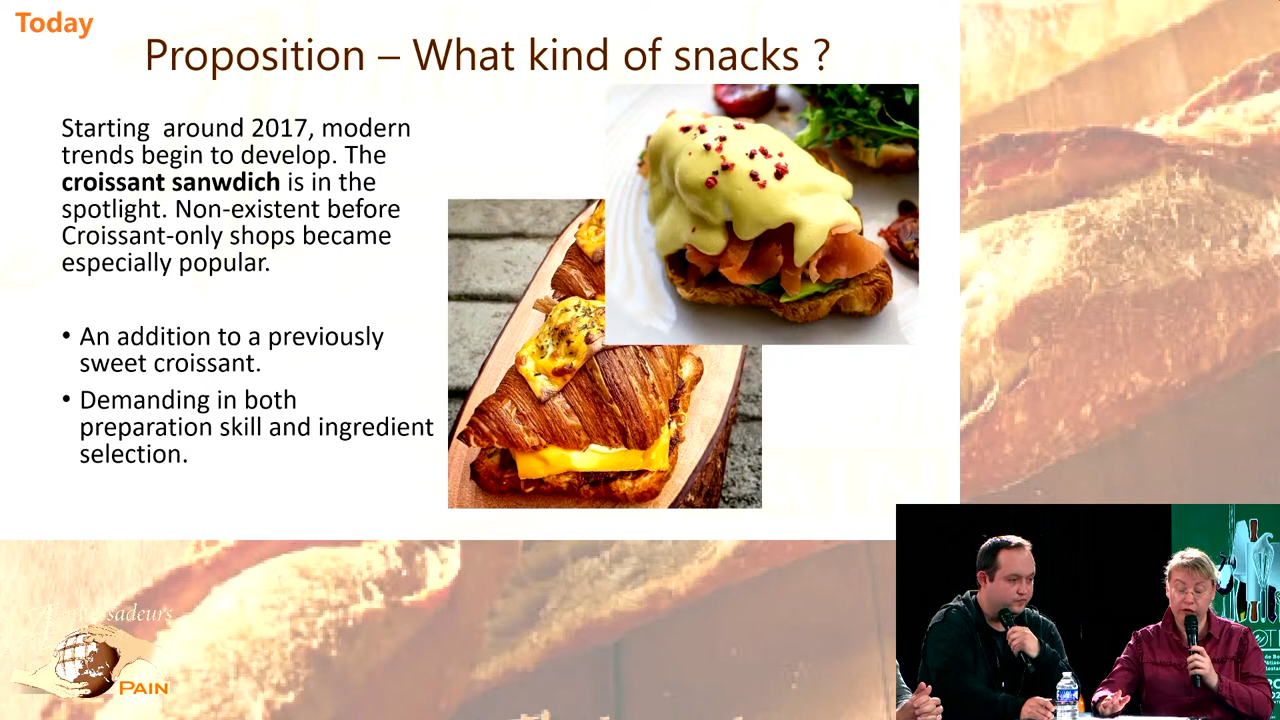 Today
Proposition – What kind of snacks ?
Starting around 2017, modern
trends begin to develop. The
croissant sanwdich is in the
spotlight. Non-existent before
Croissant-only shops became
especially popular.
• An addition to a previously
sweet croissant.
• Demanding in both
preparation skill and ingredient
selection.
PAIN